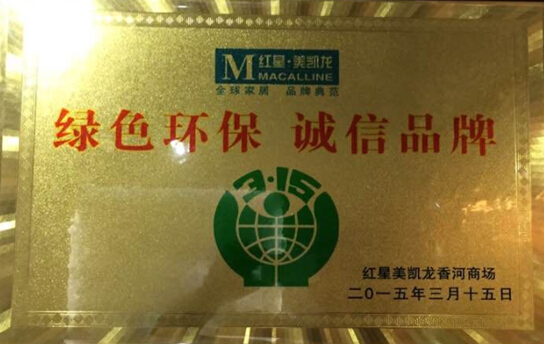 M 红星·美凯龙
MACALLINE
全球家居 品牌典范
绿色环保 诚信品牌
3·15
红星美凯龙香河商场
二〇一五年三月十五日